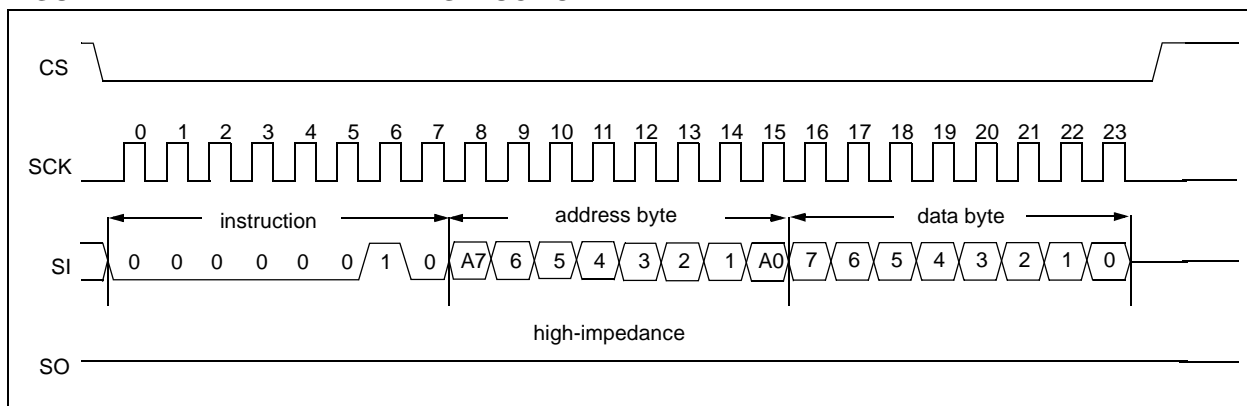 CS
0 1 2 3 4 5 6 7 8 9 10 11 12 13 14 15 16 17 18 19 20 21 22 23
SCK
instruction address byte data byte
SI 0 0 0 0 0 0 1 0 A7 6 5 4 3 2 1 A0 7 6 5 4 3 2 1 0
high-impedance
SO